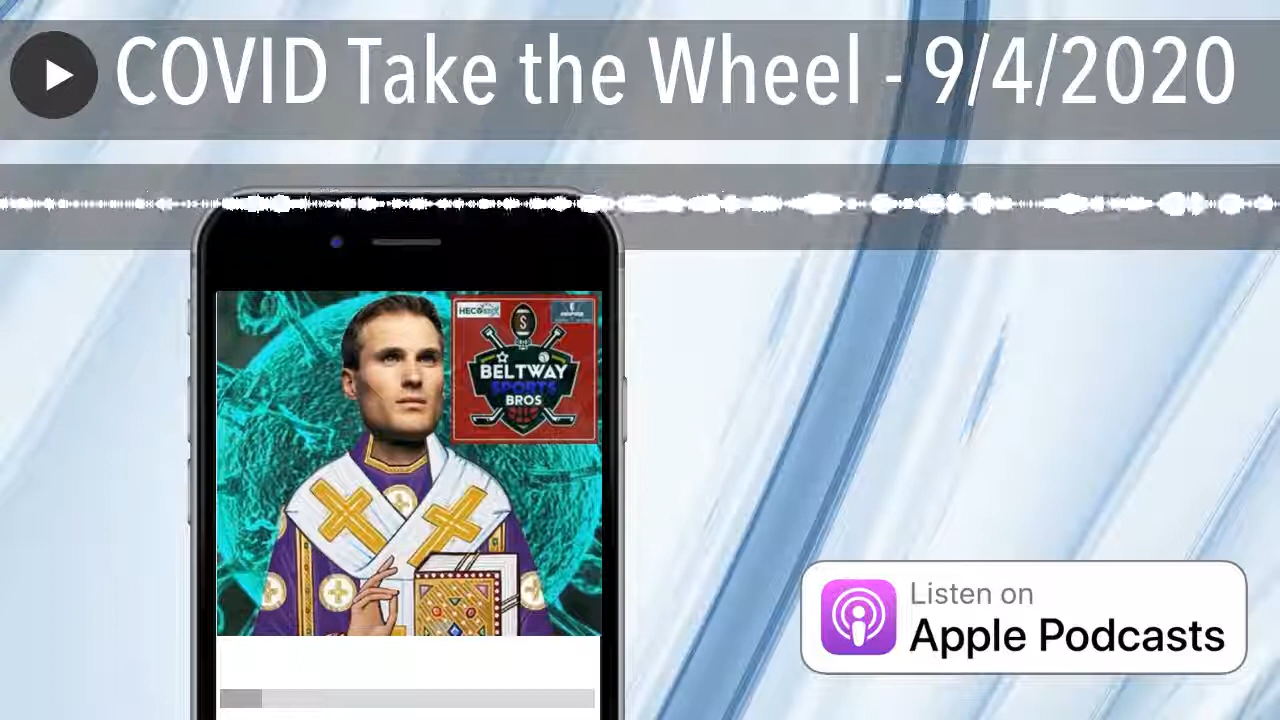 COVID Take the Wheel - 9/4/2020
S
BELTWAY
SPORTS
BROS
Listen on
Apple Podcasts